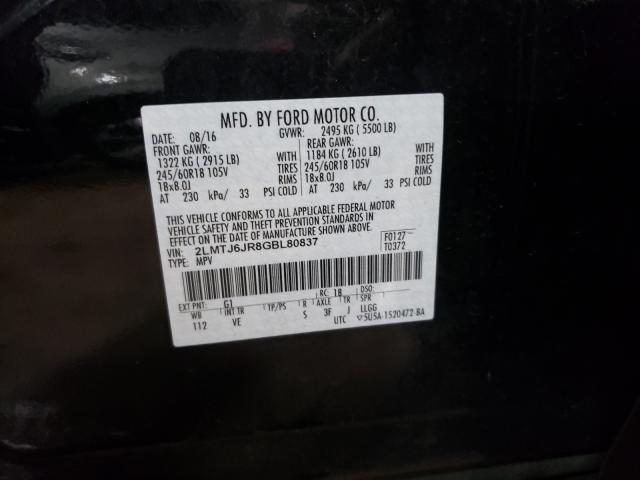 MFD. BY FORD MOTOR CO.
08/16 GVWR: 2495 KG ( 5500 LB)
FRONT GAWR: REAR GAWR:
1322 KG ( 2915 LB) WITH 1184 KG ( 2610 LB) WITH
245/60R18 105V TIRES 245/60R18 105V TIRES
18x8.0J RIMS 18x8.0J RIMS
AT 230 kPa/ 33 PSI COLD AT 230 kPa/ 33 PSI COLD
THIS VEHICLE CONFORMS TO ALL APPLICABLE FEDERAL MOTOR
VEHICLE SAFETY AND THEFT PREVENTION STANDARDS IN
EFFECT ON THE DATE OF MANUFACTURE SHOWN ABOVE.
VIN: 2LMTJ6JR8GBL80837 F0127
TYPE: MPV T0372
EXT PNT: G1 RC: 18 DSO:
WB INT TR TP/PS R AXLE TR SPR
112 VE S 3F J LLGG
UTC ▽5U5A-1520472-BA